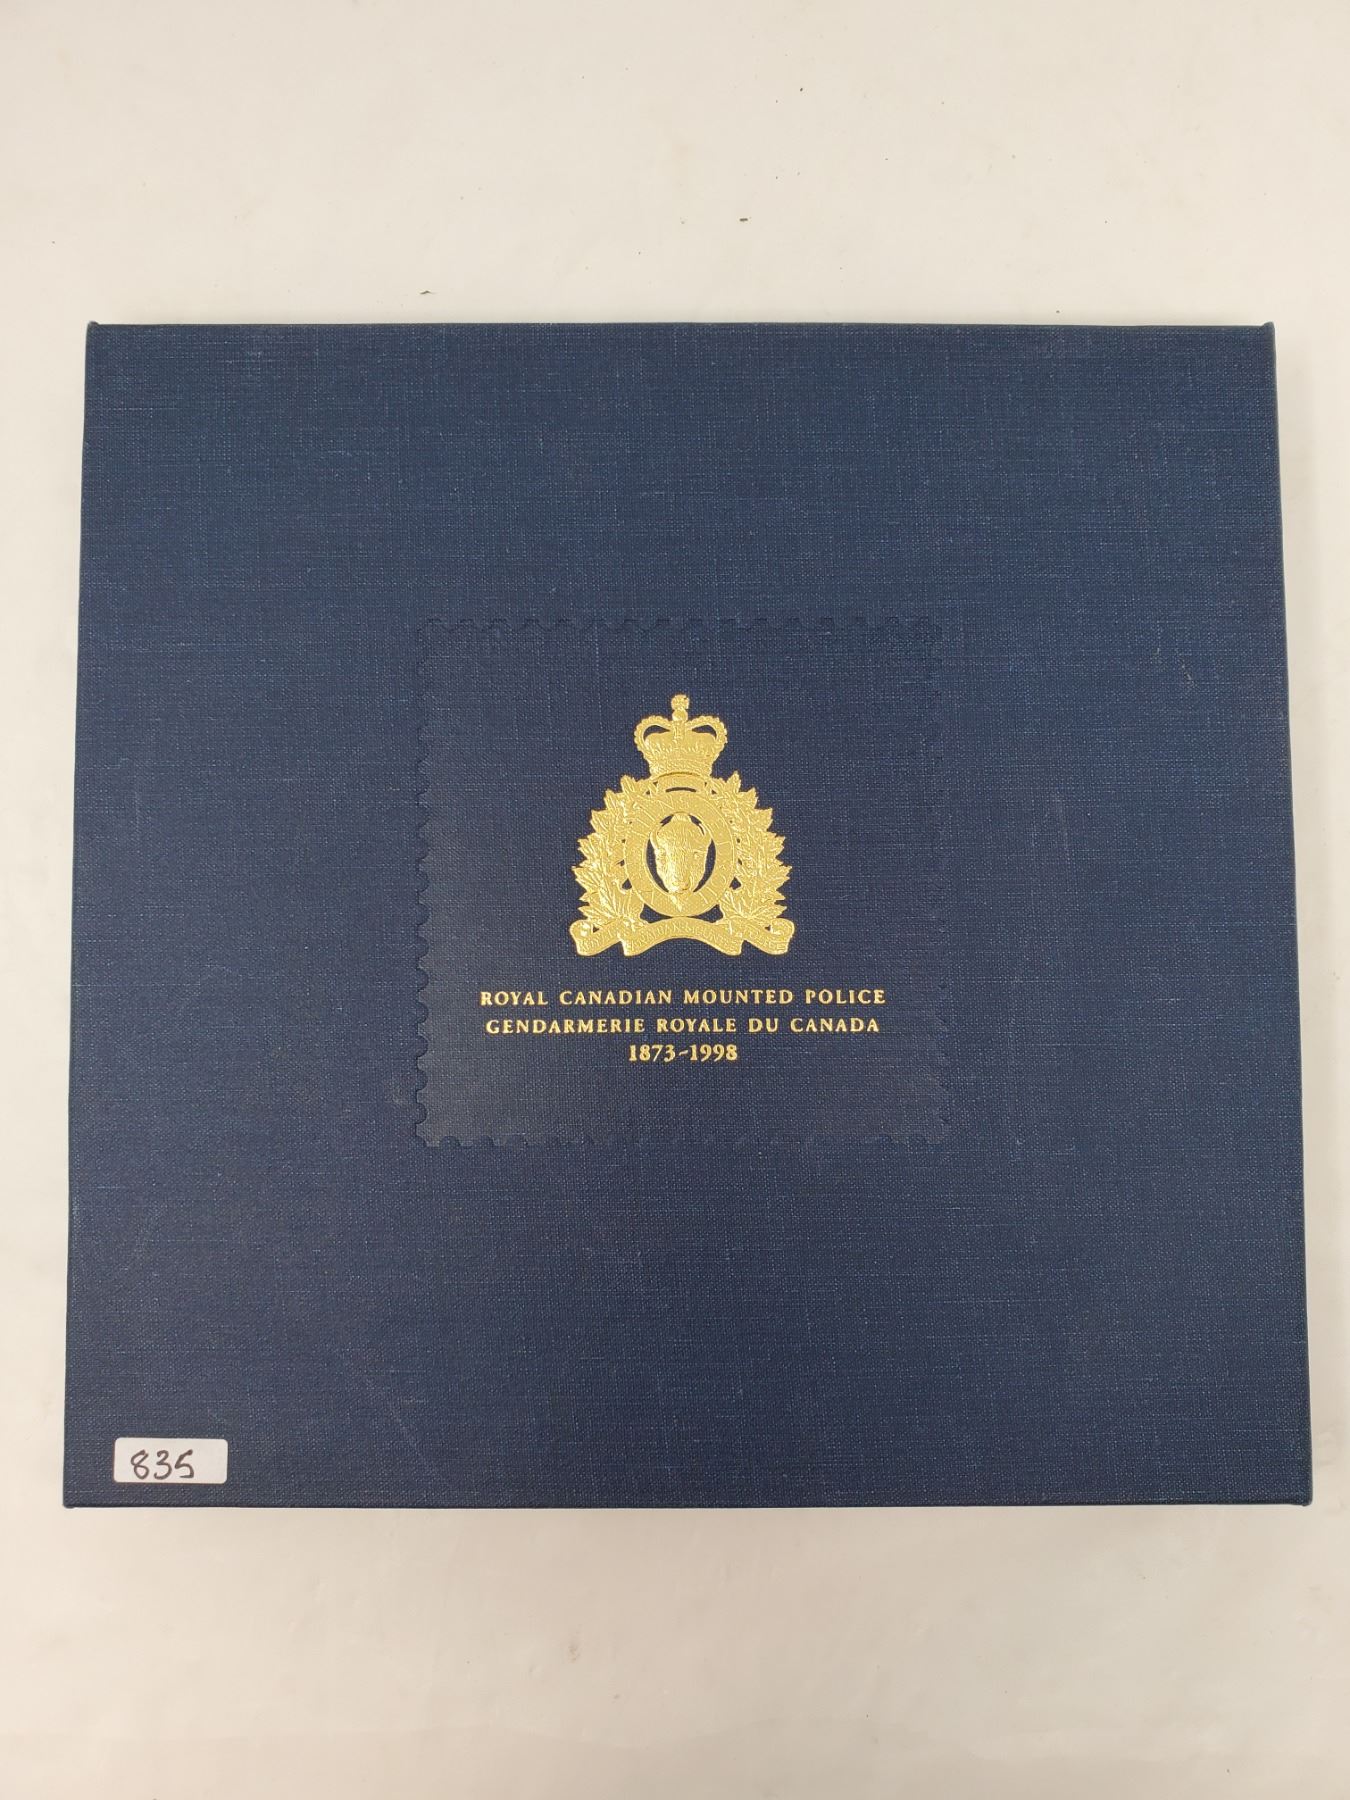 ROYAL CANADIAN MOUNTED POLICE
GENDARMERIE ROYALE DU CANADA
1873-1998
835